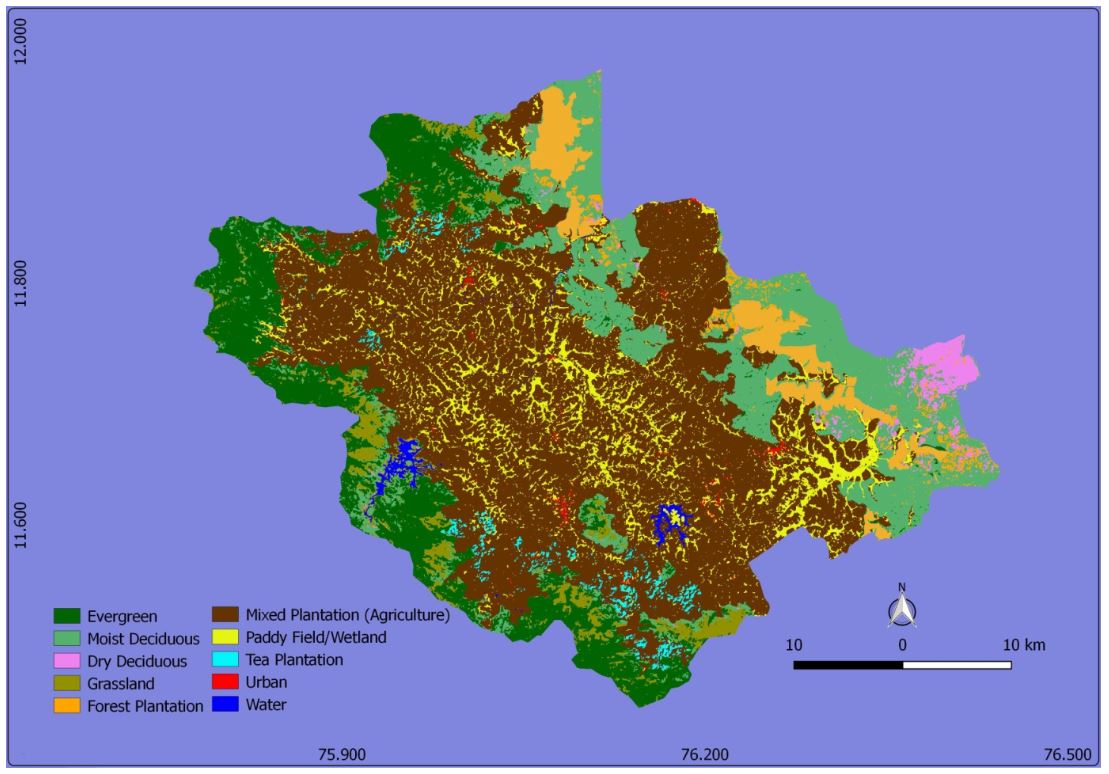 12.000
11.800
11.600
N
10 0 10 km
Evergreen
Moist Deciduous
Dry Deciduous
Grassland
Forest Plantation
Mixed Plantation (Agriculture)
Paddy Field/Wetland
Tea Plantation
Urban
Water
75.900 76.200 76.500